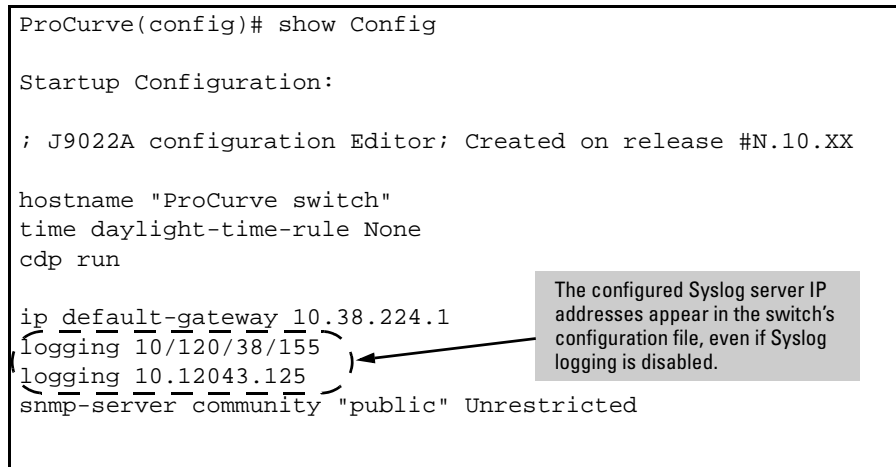 ProCurve(config)# show Config
Startup Configuration:
; J9022A configuration Editor; Created on release #N.10.XX
hostname "ProCurve switch"
time daylight-time-rule None
cdp run
ip default-gateway 10.38.224.1
logging 10/120/38/155
logging 10.12043.125
snmp-server community "public" Unrestricted
The configured Syslog server IP
addresses appear in the switch's
configuration file, even if Syslog
logging is disabled.